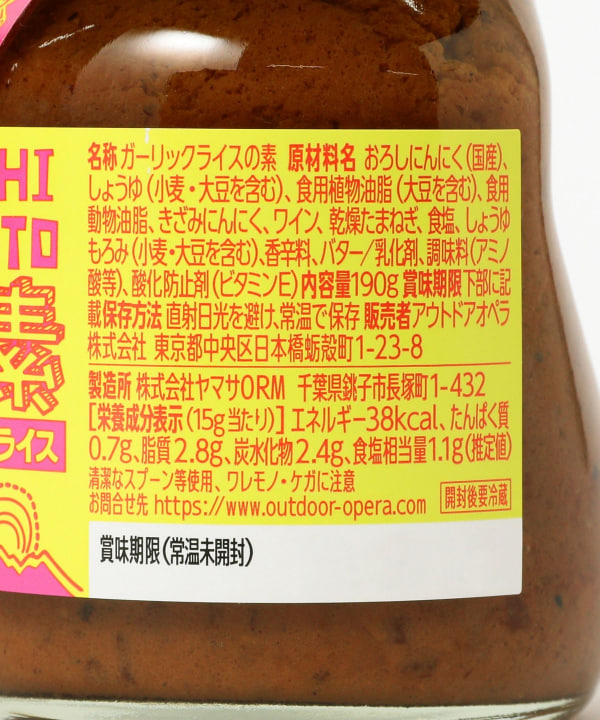 HI
TO
素
ライス
名称 ガーリックライスの素 原材料名 おろしにんにく(国産)、
しょうゆ(小麦・大豆を含む)、食用植物油脂(大豆を含む)、食用
動物油脂、きざみにんにく、ワイン、乾燥たまねぎ、食塩、しょうゆ
もろみ(小麦・大豆を含む)、香辛料、バター/乳化剤、調味料(アミノ
酸等)、酸化防止剤(ビタミンE) 内容量190g 賞味期限 下部に記
載 保存方法 直射日光を避け、常温で保存 販売者 アウトドアオペラ
株式会社 東京都中央区日本橋蛎殻町1-23-8
製造所 株式会社ヤマサORM 千葉県銚子市長塚町1-432
[栄養成分表示(15g当たり)] エネルギー38kcal、たんぱく質
0.7g、脂質2.8g、炭水化物2.4g、食塩相当量1.1g(推定値)
清潔なスプーン等使用、ワレモノ・ケガに注意
お問合せ先 https://www.outdoor-opera.com 開封後要冷蔵
賞味期限(常温未開封)